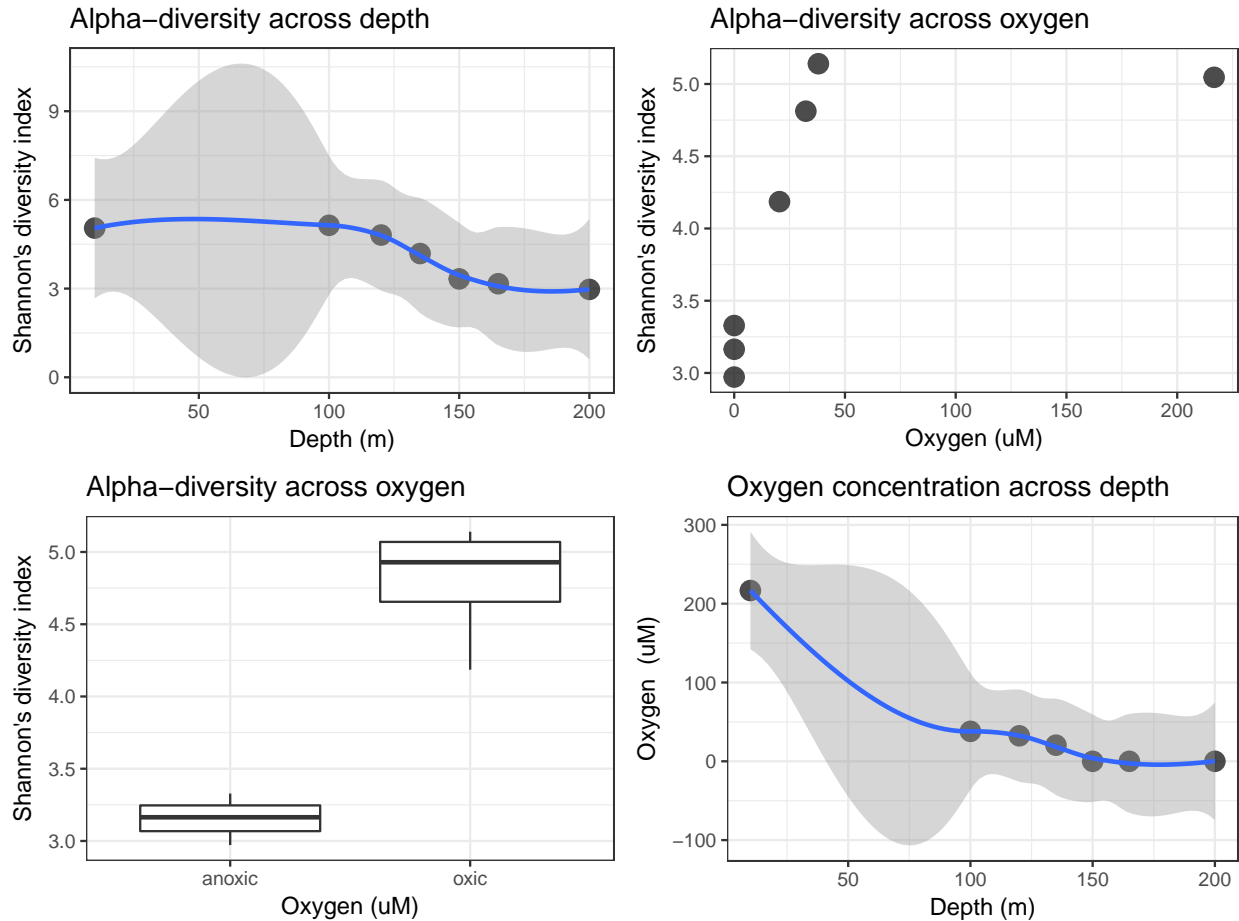 Alpha−diversity across depth
Shannon's diversity index
9
6
3
0
50
100
150
200
Depth (m)
Alpha−diversity across oxygen
Shannon's diversity index
5.0
4.5
4.0
3.5
3.0
0
50
100
150
200
Oxygen (uM)
Alpha−diversity across oxygen
Shannon's diversity index
5.0
4.5
4.0
3.5
3.0
anoxic
oxic
Oxygen (uM)
Oxygen concentration across depth
Oxygen  (uM)
300
200
100
0
−100
50
100
150
200
Depth (m)